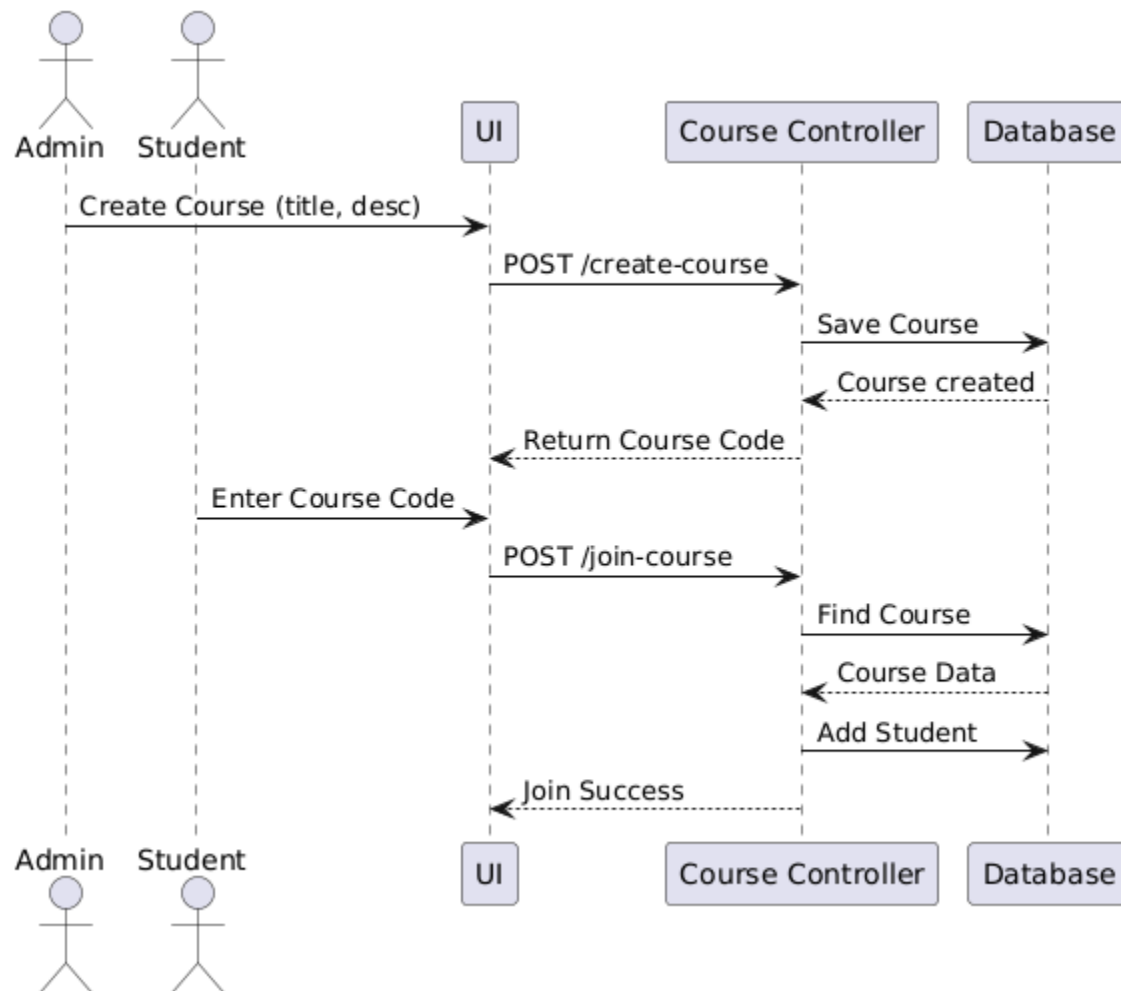 Admin
Student
UI
Course Controller
Database
Create Course (title, desc)
POST /create-course
Save Course
Course created
Return Course Code
Enter Course Code
POST /join-course
Find Course
Course Data
Add Student
Join Success
Admin
Student
UI
Course Controller
Database